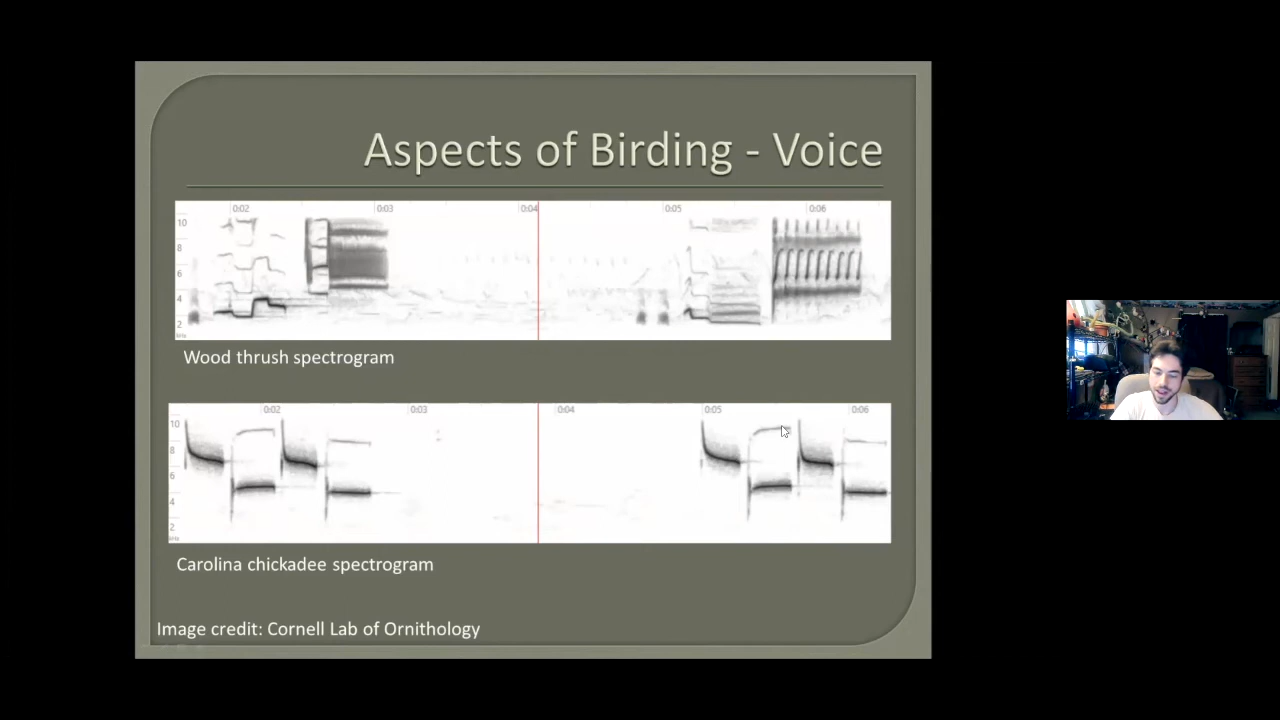 Aspects of Birding - Voice
0:02 0:03 0:04 0:05 0:06
10
8
6
4
2
kHz
Wood thrush spectrogram
0:02 0:03 0:04 0:05 0:06
10
8
6
4
2
kHz
Carolina chickadee spectrogram
Image credit: Cornell Lab of Ornithology